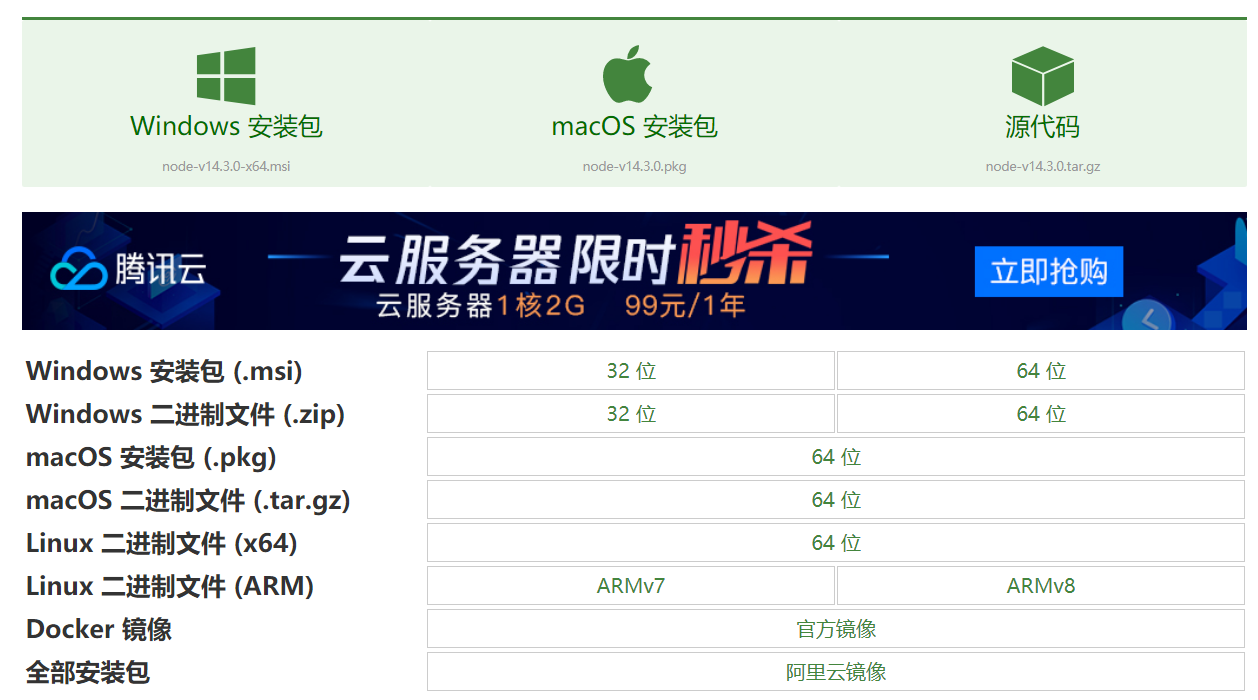 Windows 安装包
macOS 安装包
源代码
node-v14.3.0-x64.msi
node-v14.3.0.pkg
node-v14.3.0.tar.gz
腾讯云
云服务器限时秒杀
云服务器1核2G 99元/1年
立即抢购
Windows 安装包 (.msi) 32 位 64 位
Windows 二进制文件 (.zip) 32 位 64 位
macOS 安装包 (.pkg) 64 位
macOS 二进制文件 (.tar.gz) 64 位
Linux 二进制文件 (x64) 64 位
Linux 二进制文件 (ARM) ARMv7 ARMv8
Docker 镜像 官方镜像
全部安装包 阿里云镜像